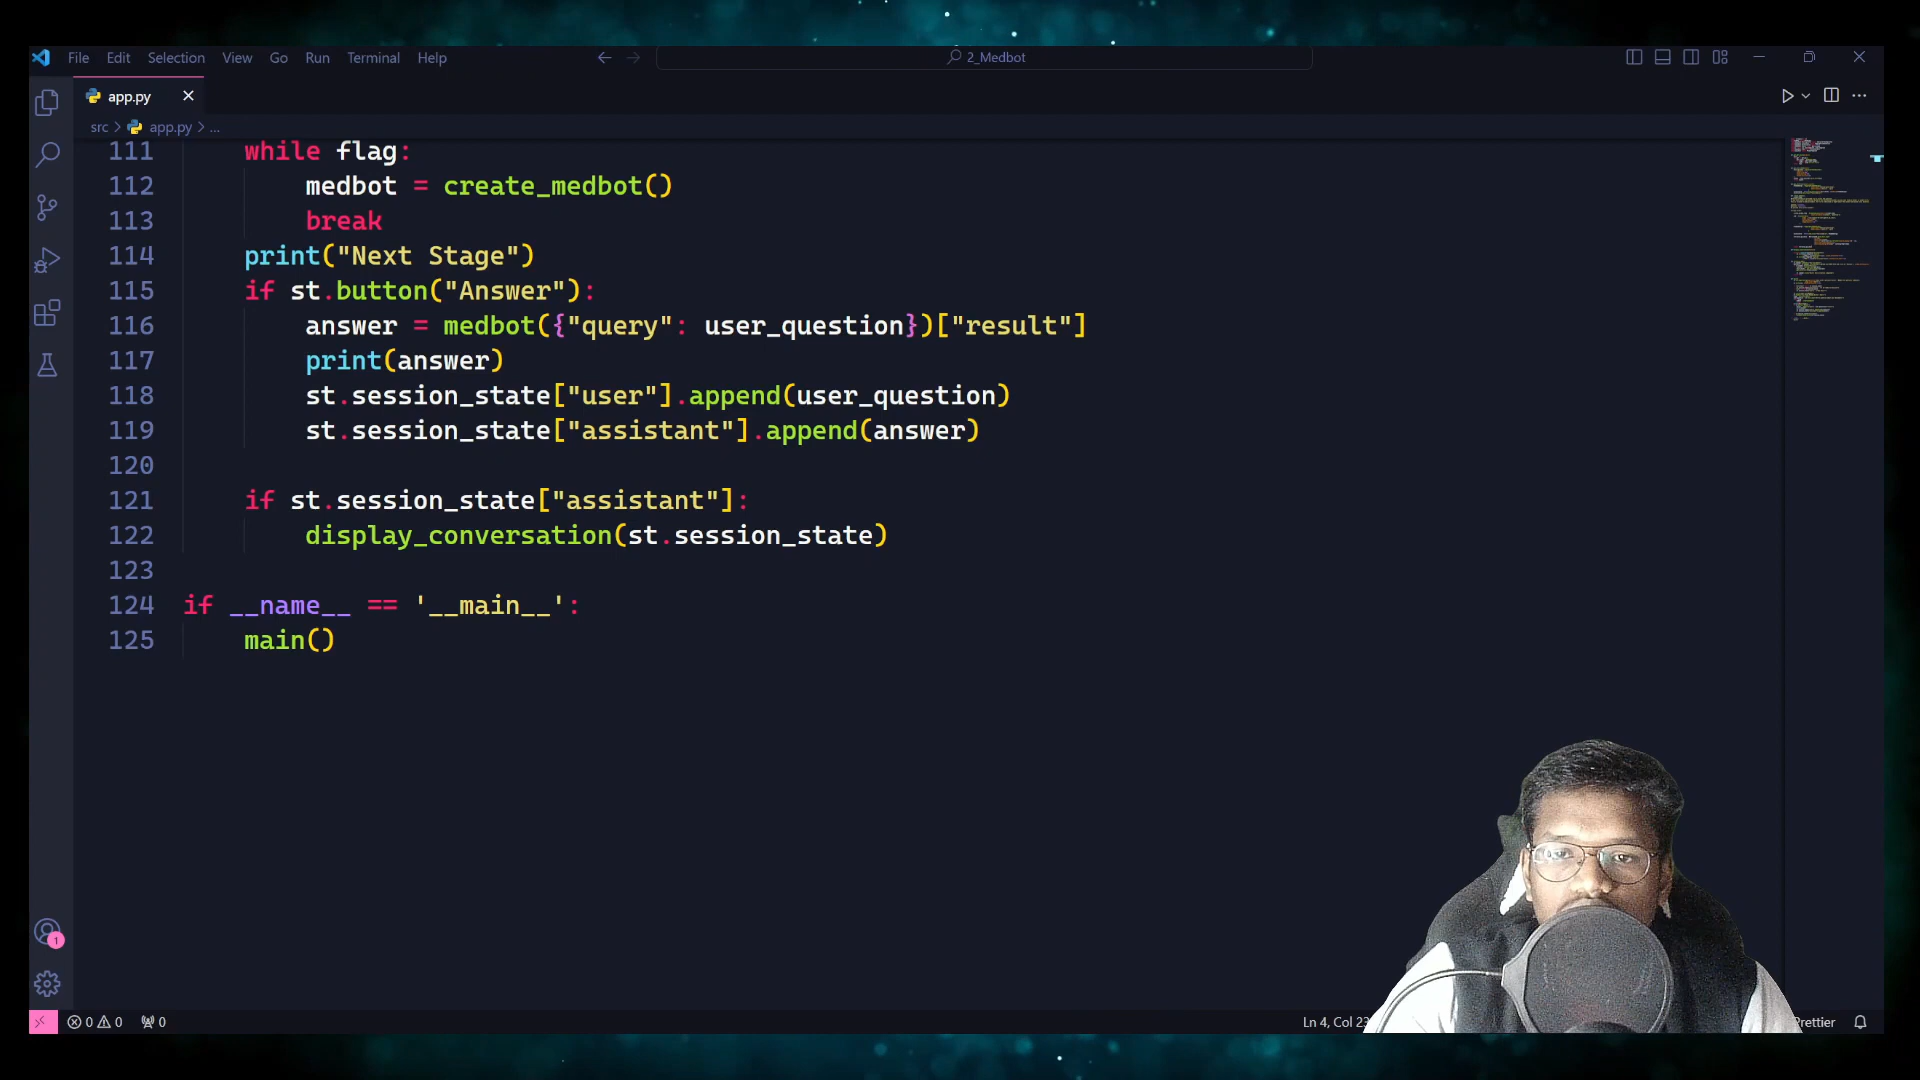 File Edit Selection View Go Run Terminal Help
2_Medbot
app.py
src > app.py > ...
111 while flag:
112 medbot = create_medbot()
113 break
114 print("Next Stage")
115 if st.button("Answer"):
116 answer = medbot({"query": user_question})["result"]
117 print(answer)
118 st.session_state["user"].append(user_question)
119 st.session_state["assistant"].append(answer)
120
121 if st.session_state["assistant"]:
122 display_conversation(st.session_state)
123
124 if __name__ == '__main__':
125 main()
1
0 0 0
Ln 4, Col 23
Prettier